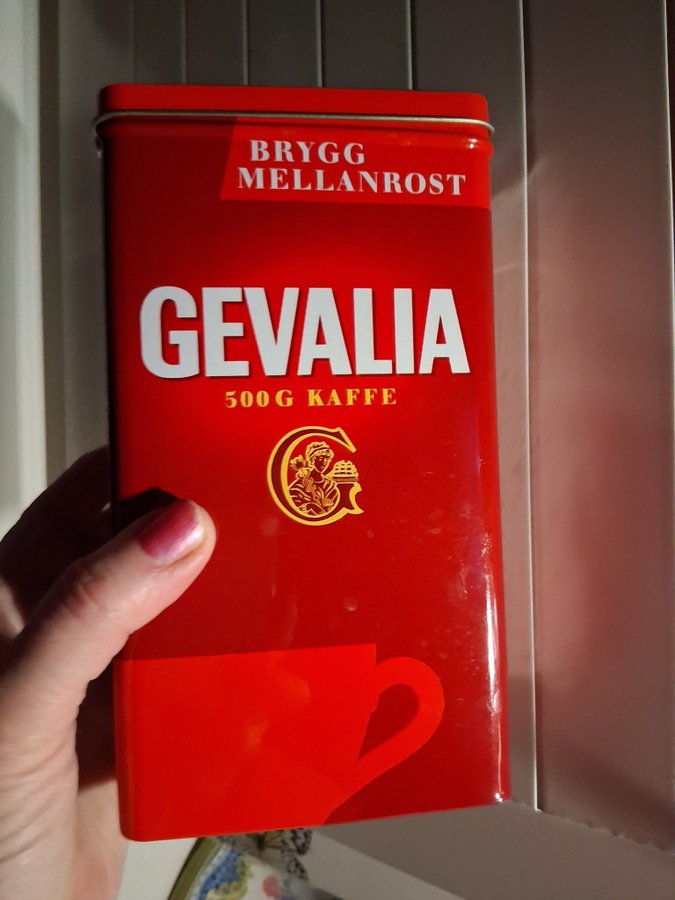 BRYGG
MELLANROST
GEVALIA
500G KAFFE
G